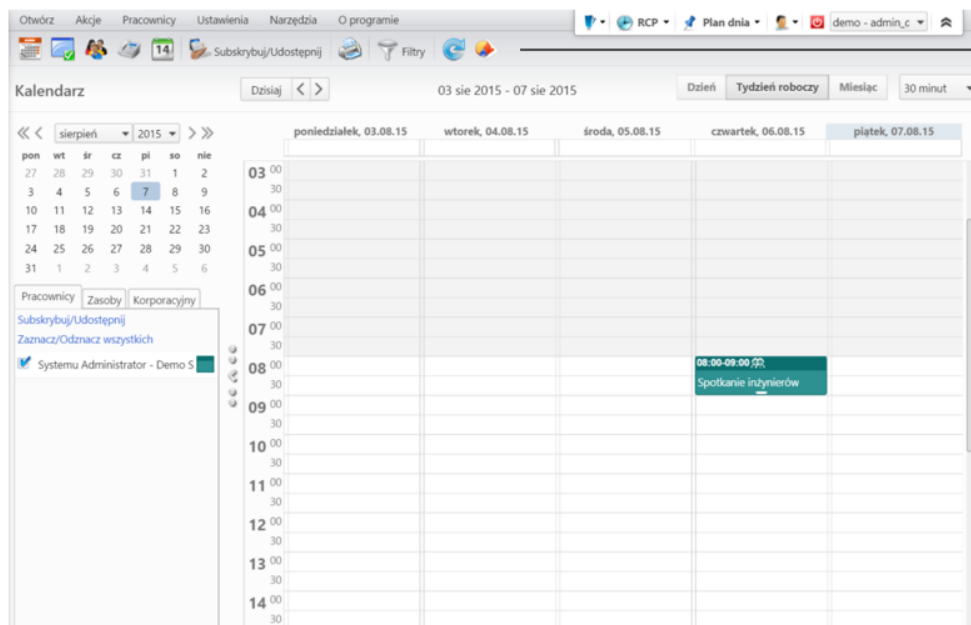 Otwórz Akcje Pracownicy Ustawienia Narzędzia O programie RCP Plan dnia demo - admin_c
14 Subskrybuj/Udostępnij Filtry
Kalendarz Dzisiaj 03 sie 2015 - 07 sie 2015 Dzień Tydzień roboczy Miesiąc 30 minut
sierpień 2015
pon wt śr cz pi so nie
27 28 29 30 31 1 2
3 4 5 6 7 8 9
10 11 12 13 14 15 16
17 18 19 20 21 22 23
24 25 26 27 28 29 30
31 1 2 3 4 5 6
Pracownicy Zasoby Korporacyjny
Subskrybuj/Udostępnij
Zaznacz/Odznacz wszystkich
Systemu Administrator - Demo S
poniedziałek, 03.08.15 wtorek, 04.08.15 środa, 05.08.15 czwartek, 06.08.15 piątek, 07.08.15
03 00
30
04 00
30
05 00
30
06 00
30
07 00
30
08 00
30
09 00
30
10 00
30
11 00
30
12 00
30
13 00
30
14 00
30
08:00-09:00
Spotkanie inżynierów